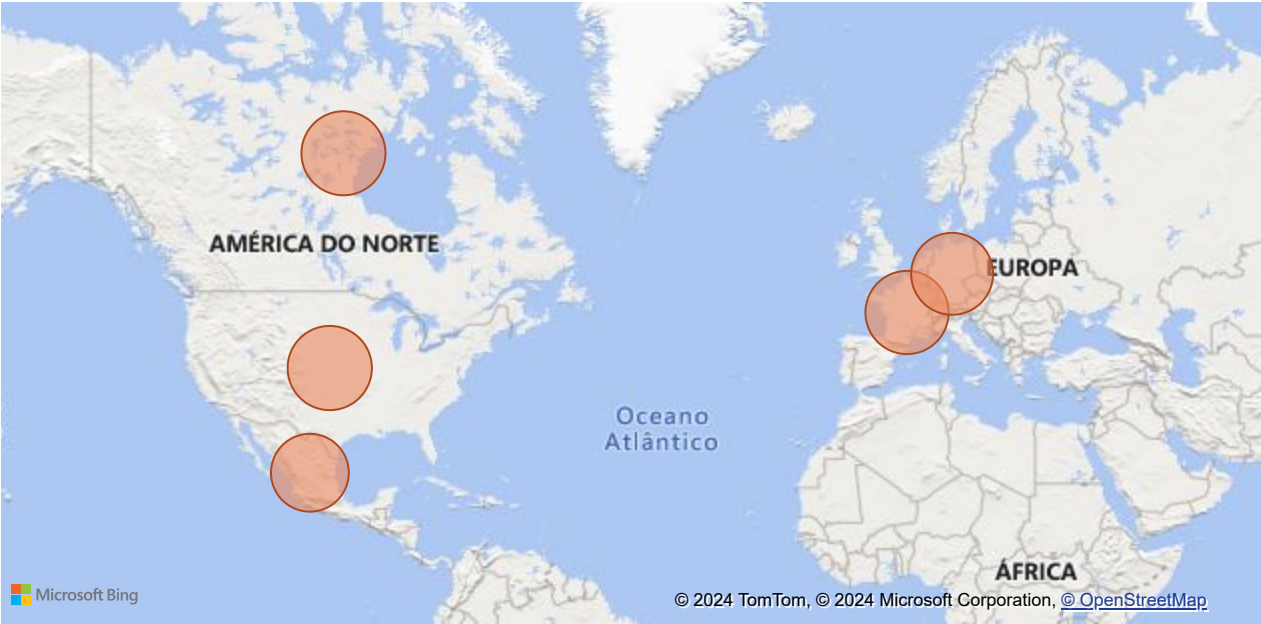 AMÉRICA DO NORTE
EUROPA
Oceano
Atlântico
ÁFRICA
Microsoft Bing
© 2024 TomTom, © 2024 Microsoft Corporation, © OpenStreetMap